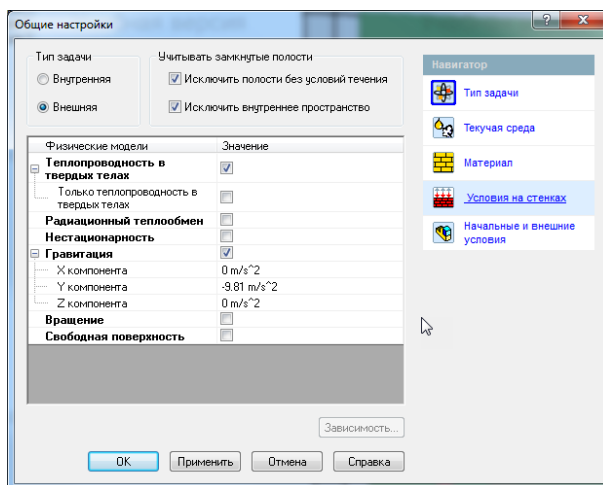 Общие настройки
Тип задачи
Внутренняя
Внешняя
Учитывать замкнутые полости
Исключить полости без условий течения
Исключить внутреннее пространство
Физические модели Значение
Теплопроводность в
твердых телах
Только теплопроводность в
твердых телах
Радиационный теплообмен
Нестационарность
Гравитация
X компонента 0 m/s^2
Y компонента -9.81 m/s^2
Z компонента 0 m/s^2
Вращение
Свободная поверхность
Зависимость...
OK Применить Отмена Справка
Навигатор
Тип задачи
Текучая среда
Материал
Условия на стенках
Начальные и внешние
условия